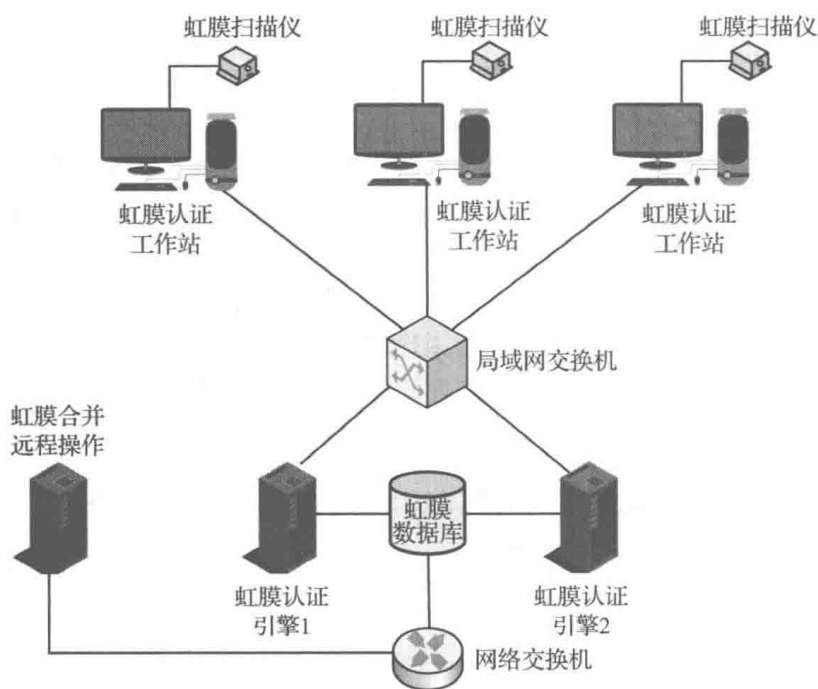 虹膜扫描仪
虹膜扫描仪
虹膜扫描仪
虹膜认证
工作站
虹膜认证
工作站
虹膜认证
工作站
局域网交换机
虹膜合并
远程操作
虹膜
数据库
虹膜认证
引擎1
虹膜认证
引擎2
网络交换机